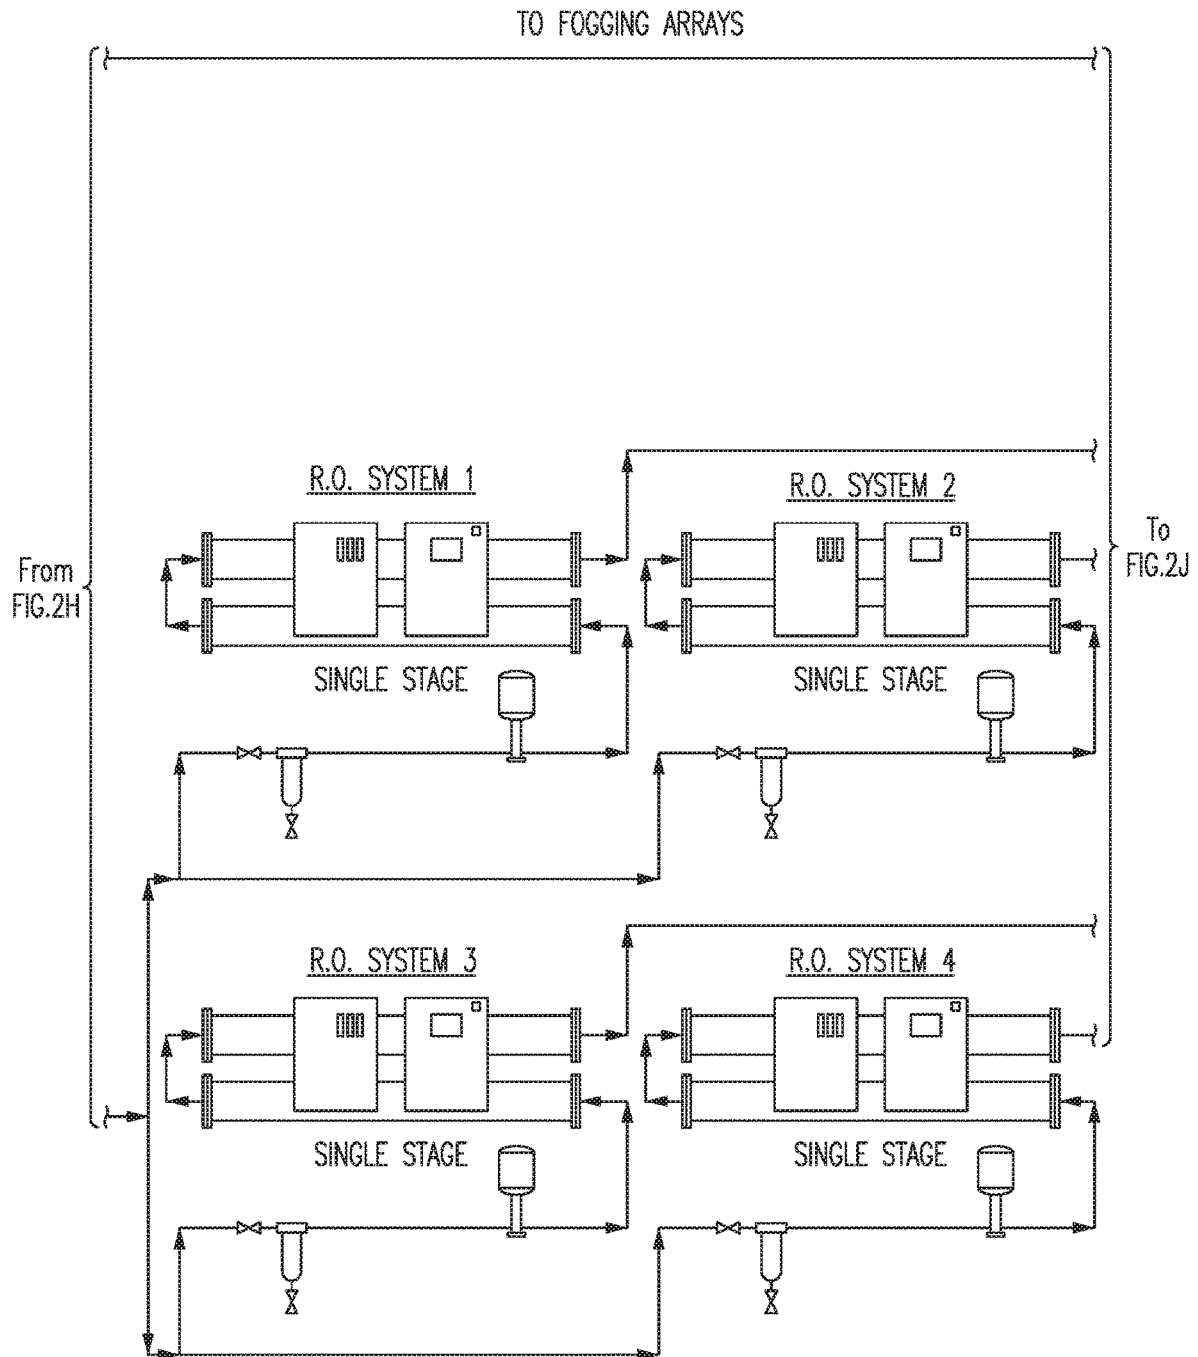 TO FOGGING ARRAYS
R.O. SYSTEM 1
R.O. SYSTEM 2
From
FIG.2H
To
FIG.2J
SINGLE STAGE
SINGLE STAGE
R.O. SYSTEM 3
R.O. SYSTEM 4
SINGLE STAGE
SINGLE STAGE